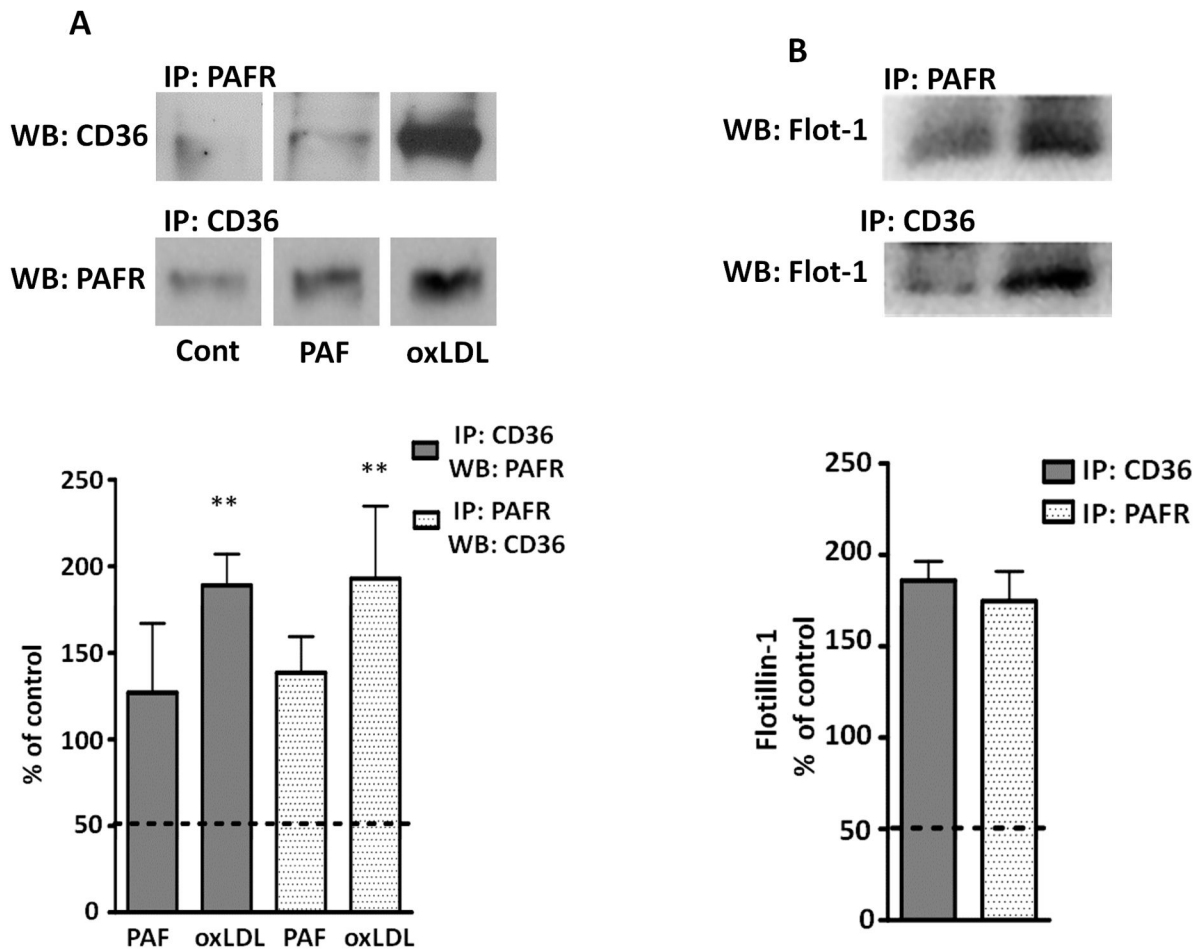 A
IP: PAFR
WB: CD36
IP: CD36
WB: PAFR
Cont PAF oxLDL
IP: CD36
WB: PAFR
IP: PAFR
WB: CD36
% of control
250
200
150
100
50
0
**
**
PAF oxLDL PAF oxLDL
B
IP: PAFR
WB: Flot-1
IP: CD36
WB: Flot-1
IP: CD36
IP: PAFR
Flotillin-1
% of control
250
200
150
100
50
0